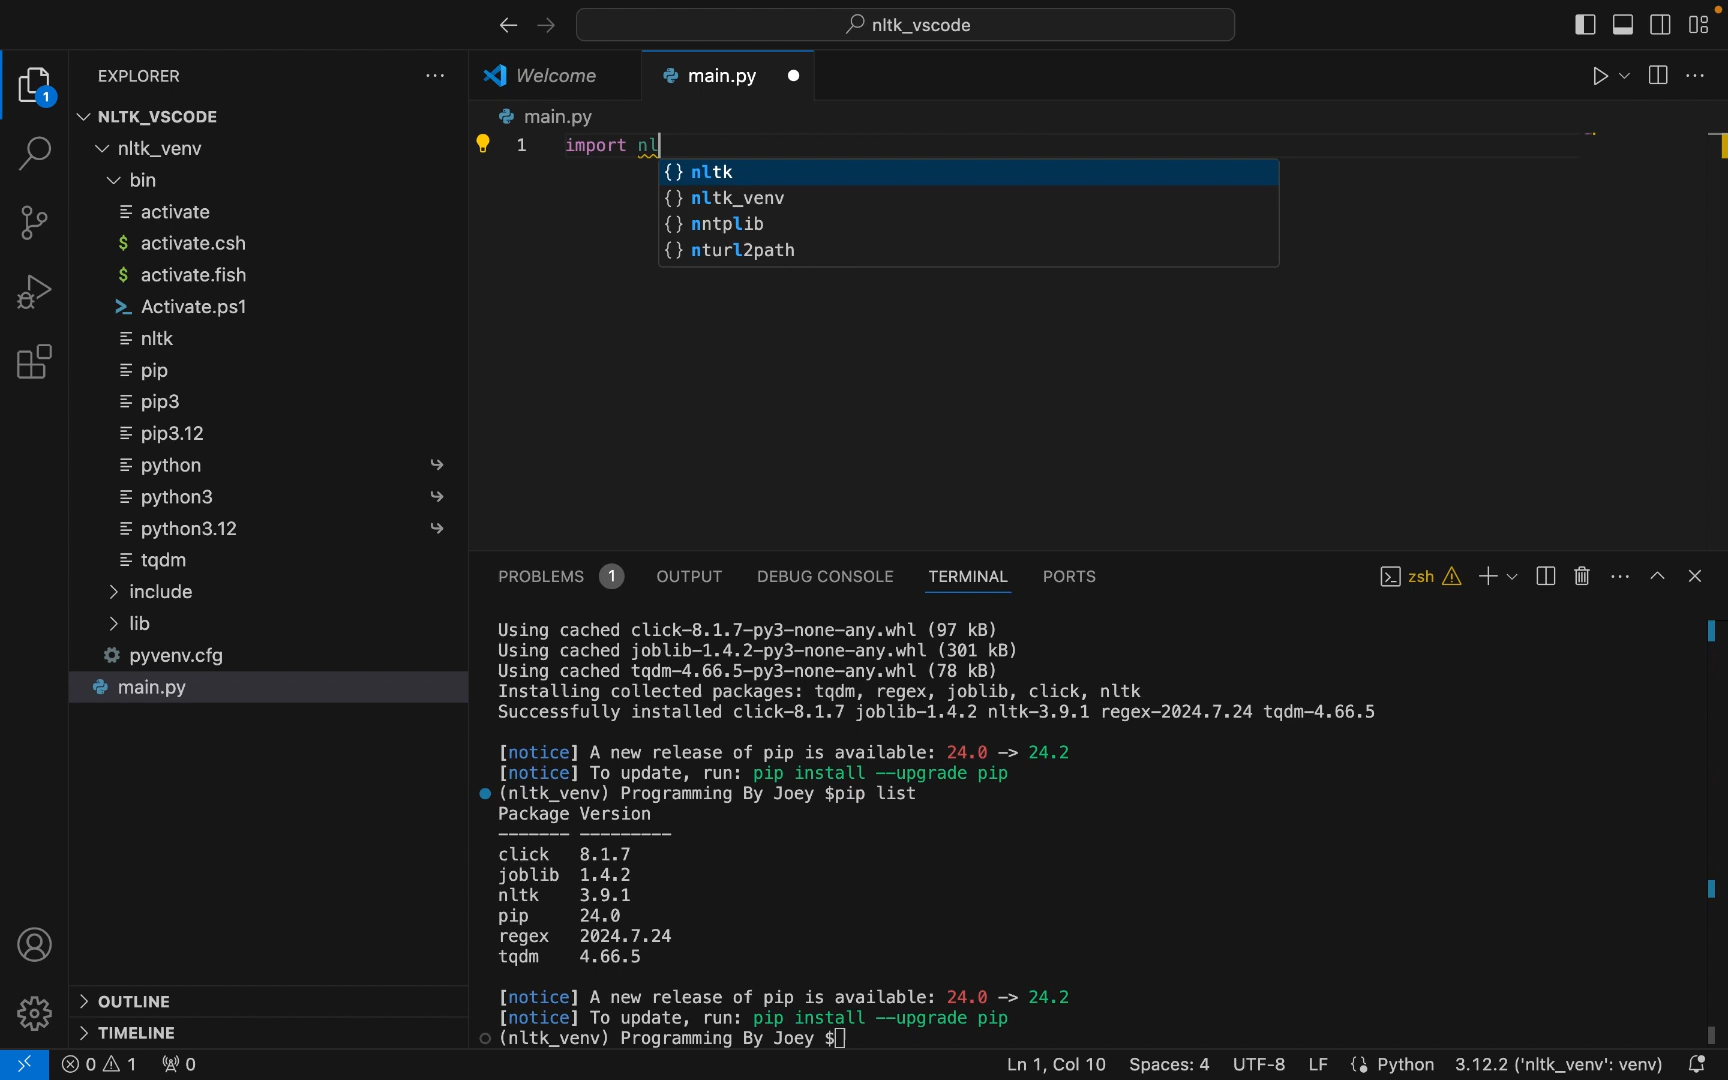 nltk_vscode
EXPLORER
NLTK_VSCODE
nltk_venv
bin
activate
$ activate.csh
$ activate.fish
Activate.ps1
nltk
pip
pip3
pip3.12
python
python3
python3.12
tqdm
include
lib
pyvenv.cfg
main.py
OUTLINE
TIMELINE
1
Welcome
main.py
main.py
1 import nl
{} nltk
{} nltk_venv
{} nntplib
{} nturl2path
PROBLEMS 1 OUTPUT DEBUG CONSOLE TERMINAL PORTS
zsh
Using cached click-8.1.7-py3-none-any.whl (97 kB)
Using cached joblib-1.4.2-py3-none-any.whl (301 kB)
Using cached tqdm-4.66.5-py3-none-any.whl (78 kB)
Installing collected packages: tqdm, regex, joblib, click, nltk
Successfully installed click-8.1.7 joblib-1.4.2 nltk-3.9.1 regex-2024.7.24 tqdm-4.66.5
[notice] A new release of pip is available: 24.0 -> 24.2
[notice] To update, run: pip install --upgrade pip
(nltk_venv) Programming By Joey $pip list
Package Version
------- ---------
click 8.1.7
joblib 1.4.2
nltk 3.9.1
pip 24.0
regex 2024.7.24
tqdm 4.66.5
[notice] A new release of pip is available: 24.0 -> 24.2
[notice] To update, run: pip install --upgrade pip
(nltk_venv) Programming By Joey $
0 1 0
Ln 1, Col 10 Spaces: 4 UTF-8 LF Python 3.12.2 ('nltk_venv': venv)